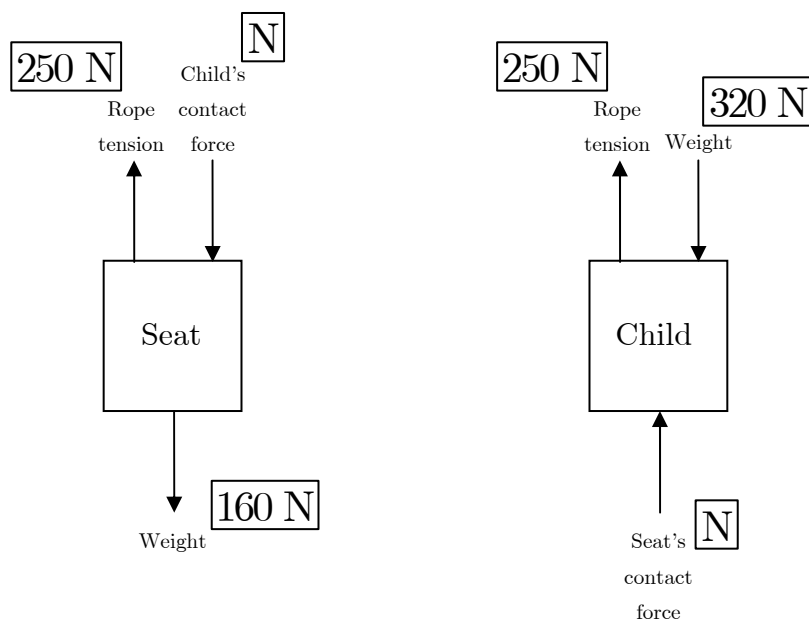 N
250 N
Child's
contact
force
Rope
tension
Seat
160 N
Weight
250 N
Rope
tension
320 N
Weight
Child
N
Seat's
contact
force